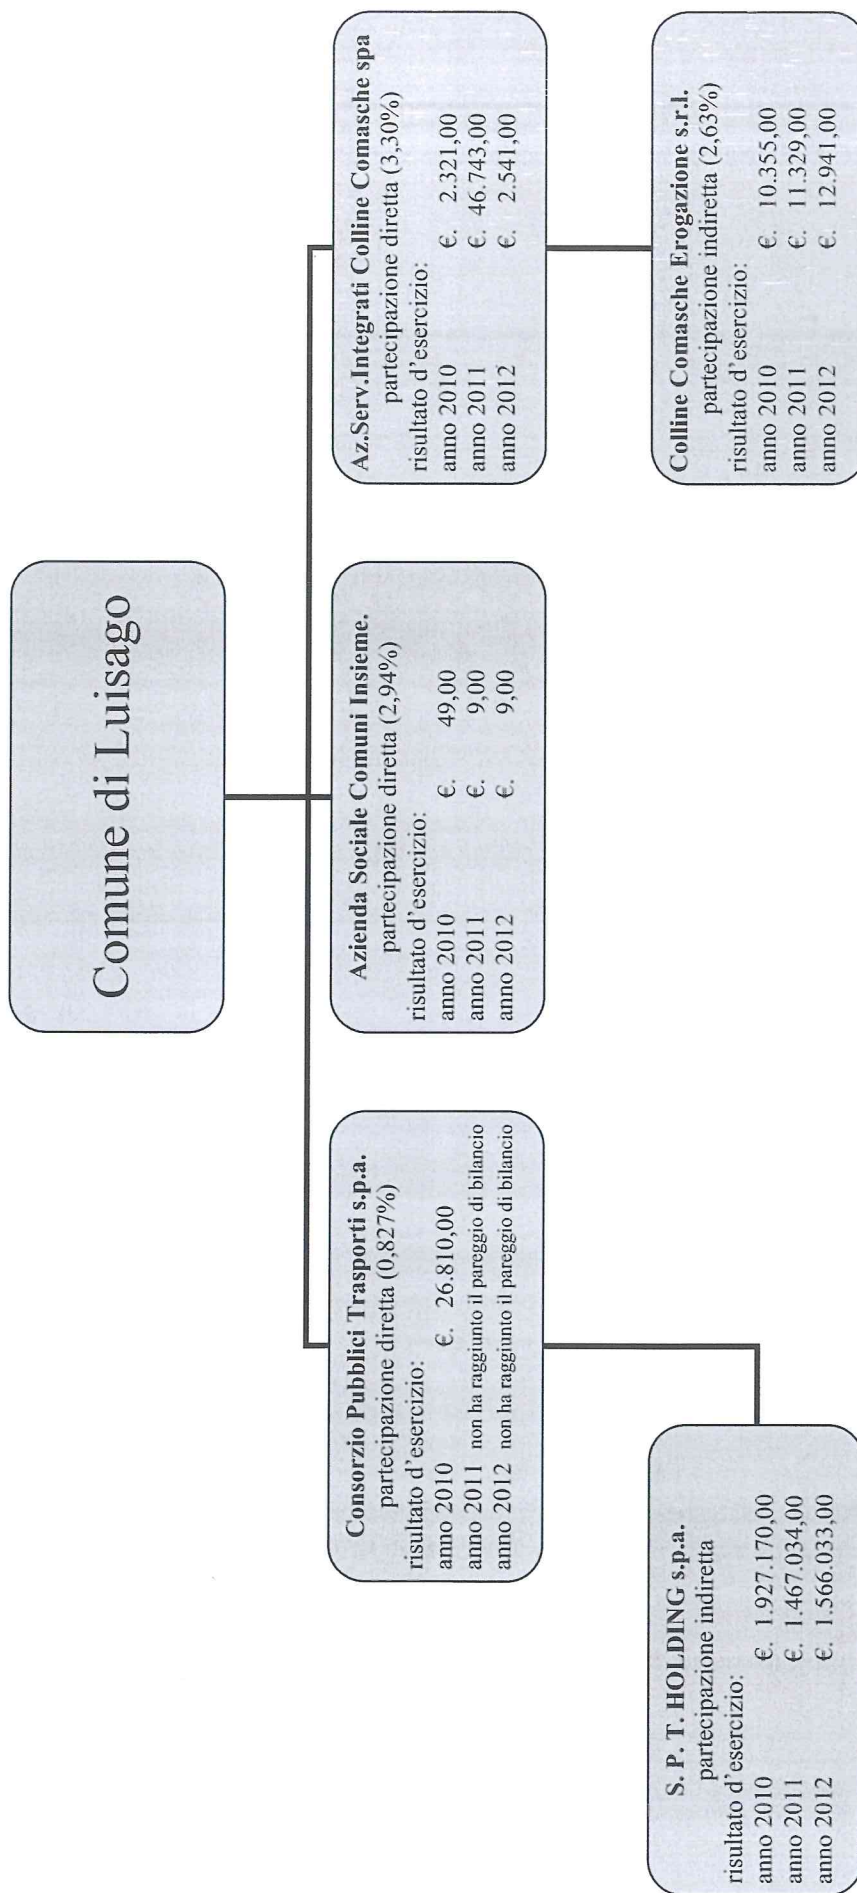 Comune di Luisago
Consorzio Pubblici Trasporti s.p.a.
partecipazione diretta (0,827%)
risultato d'esercizio:
anno 2010 €. 26.810,00
anno 2011 non ha raggiunto il pareggio di bilancio
anno 2012 non ha raggiunto il pareggio di bilancio
Azienda Sociale Comuni Insieme.
partecipazione diretta (2,94%)
risultato d'esercizio:
anno 2010 €. 49,00
anno 2011 €. 9,00
anno 2012 €. 9,00
Az.Serv.Integrati Colline Comasche spa
partecipazione diretta (3,30%)
risultato d'esercizio:
anno 2010 €. 2.321,00
anno 2011 €. 46.743,00
anno 2012 €. 2.541,00
S. P. T. HOLDING s.p.a.
partecipazione indiretta
risultato d'esercizio:
anno 2010 €. 1.927.170,00
anno 2011 €. 1.467.034,00
anno 2012 €. 1.566.033,00
Colline Comasche Erogazione s.r.l.
partecipazione indiretta (2,63%)
risultato d'esercizio:
anno 2010 €. 10.355,00
anno 2011 €. 11.329,00
anno 2012 €. 12.941,00